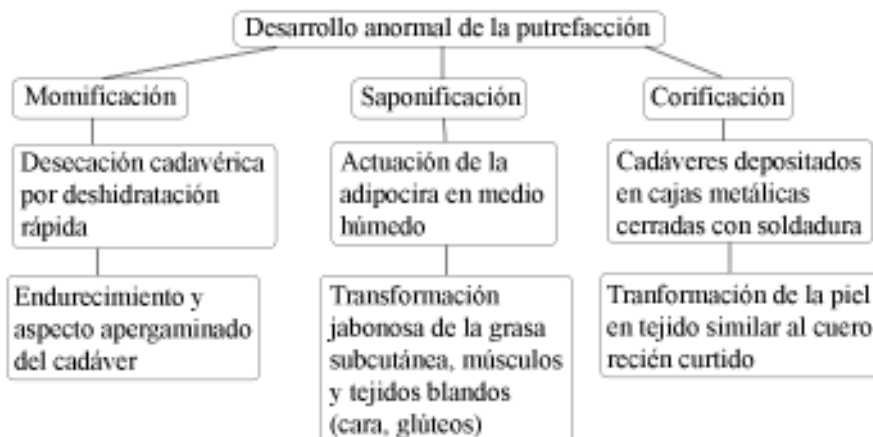 Desarrollo anormal de la putrefacción
Momificación
Saponificación
Corificación
Desecación cadavérica
por deshidratación
rápida
Actuación de la
adipocira en medio
húmedo
Cadáveres depositados
en cajas metálicas
cerradas con soldadura
Endurecimiento y
aspecto apergaminado
del cadáver
Transformación
jabonosa de la grasa
subcutánea, músculos
y tejidos blandos
(cara, glúteos)
Tranformación de la piel
en tejido similar al cuero
recién curtido